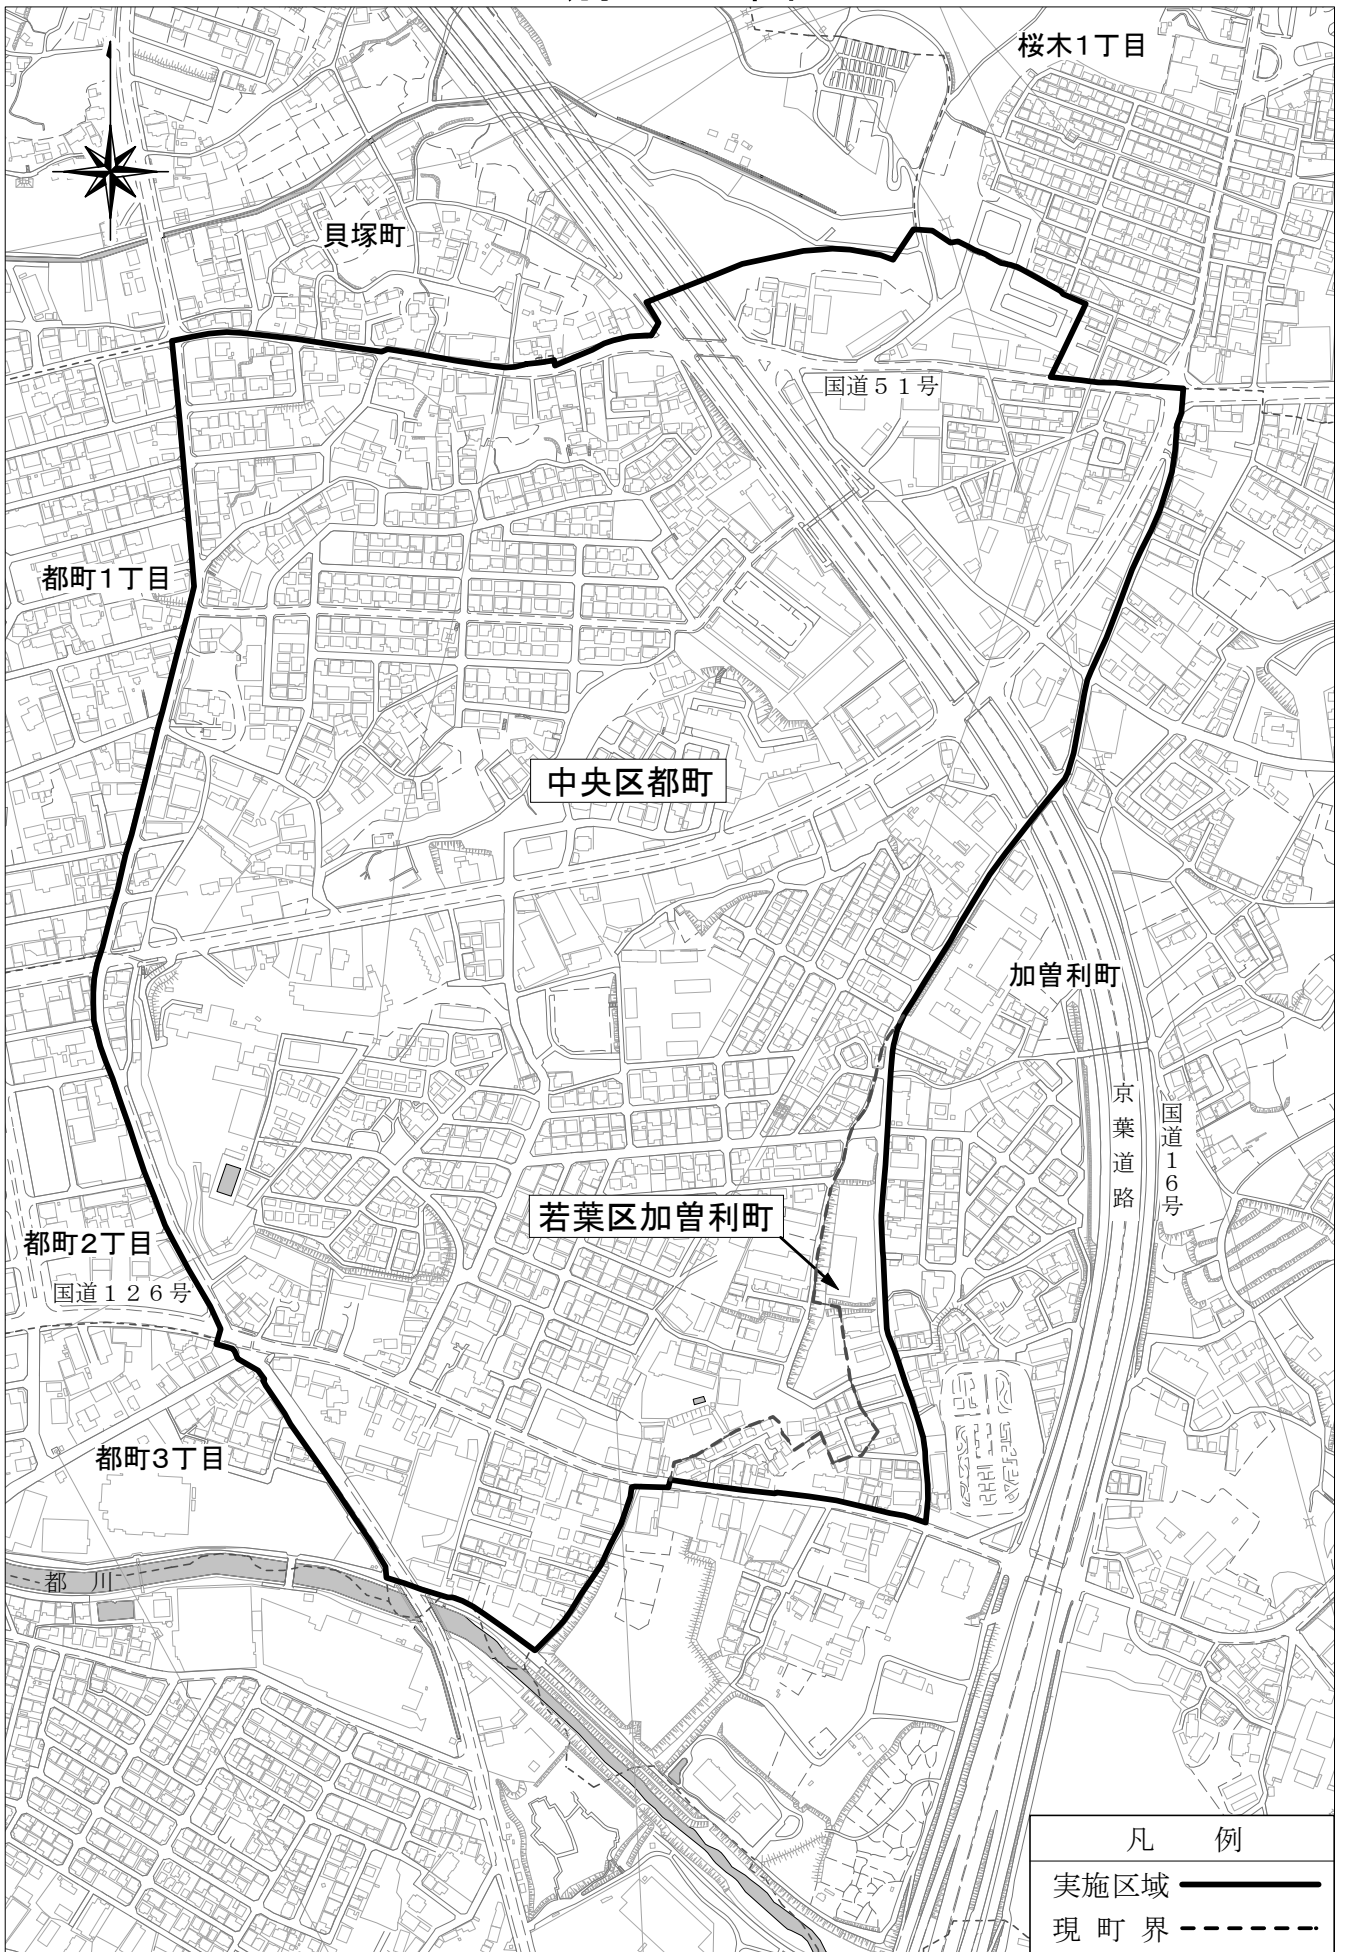 桜木1丁目
貝塚町
国道51号
都町1丁目
中央区都町
加曽利町
京葉道路
国道16号
若葉区加曽利町
都町2丁目
国道126号
都町3丁目
都川
凡例
実施区域
現町界